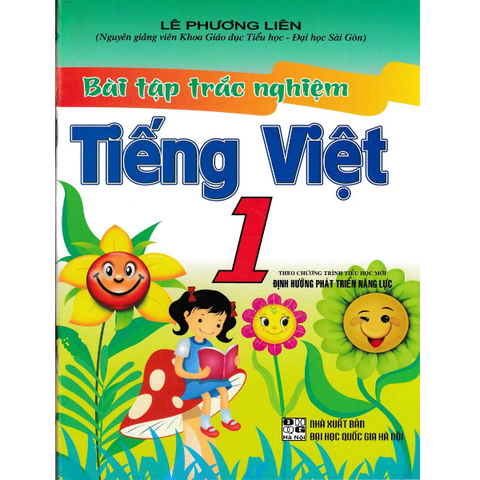 LÊ PHƯƠNG LIÊN
(Nguyên giảng viên Khoa Giáo dục Tiểu học - Đại học Sài Gòn)
Bài tập trắc nghiệm
Tiếng Việt
1
THEO CHƯƠNG TRÌNH TIỂU HỌC MỚI
ĐỊNH HƯỚNG PHÁT TRIỂN NĂNG LỰC
Hà Nội
NHÀ XUẤT BẢN
ĐẠI HỌC QUỐC GIA HÀ NỘI